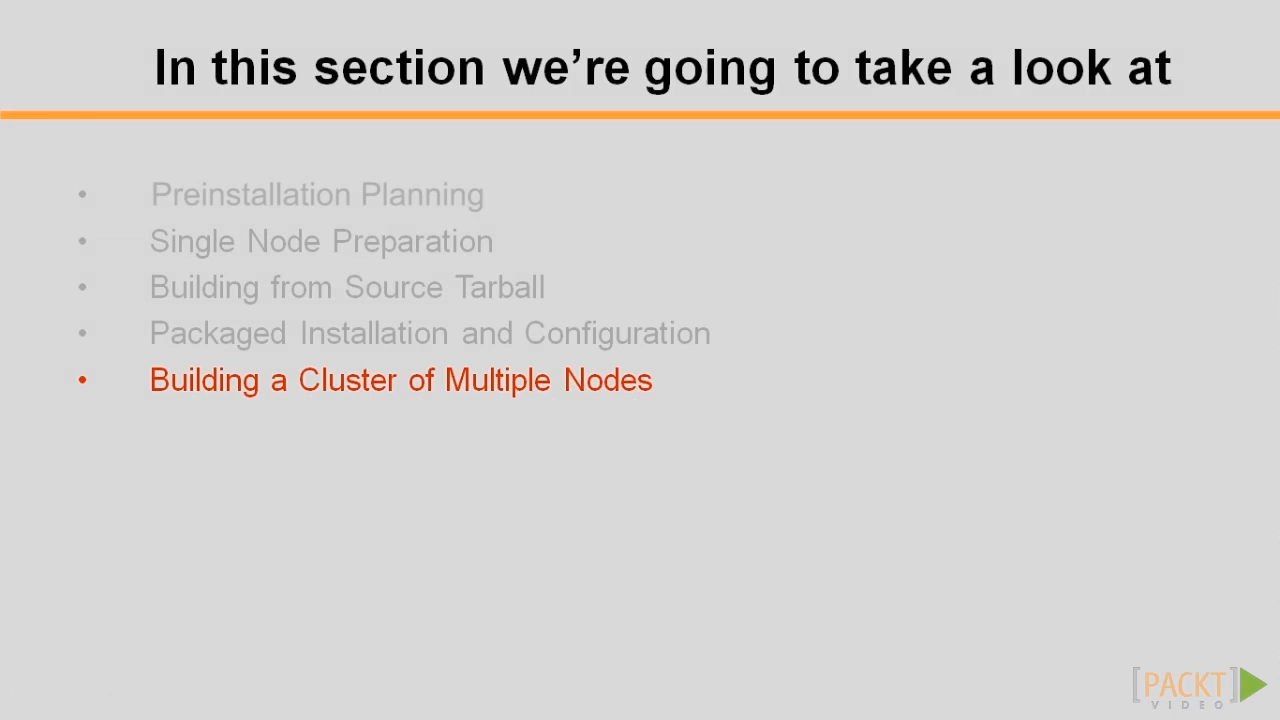 In this section we’re going to take a look at
• Preinstallation Planning
• Single Node Preparation
• Building from Source Tarball
• Packaged Installation and Configuration
• Building a Cluster of Multiple Nodes
[PACKT]
VIDEO